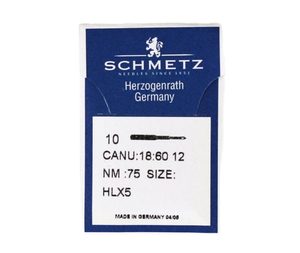 SCHMETZ
NEEDLES SINCE 1851
Herzogenrath
Germany
10
CANU:18:60 12
NM :75 SIZE:
HLX5
MADE IN GERMANY 04/05